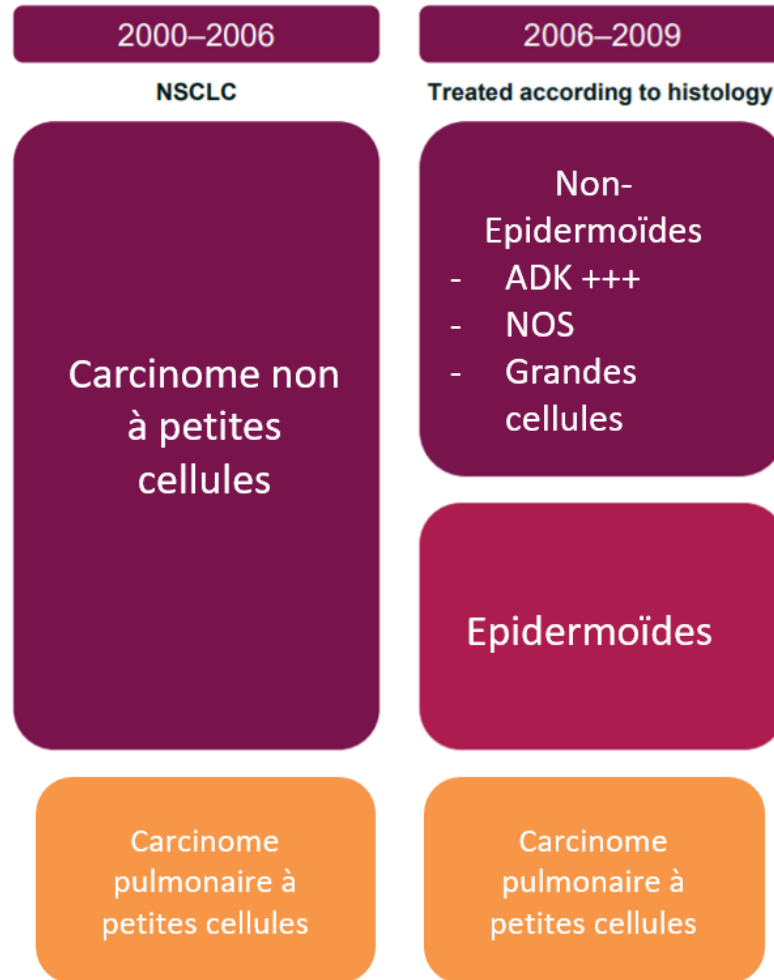 2000–2006
NSCLC
Carcinome non
à petites
cellules
Carcinome
pulmonaire à
petites cellules
2006–2009
Treated according to histology
Non-
Epidermoïdes
- ADK +++
- NOS
- Grandes
cellules
Epidermoïdes
Carcinome
pulmonaire à
petites cellules